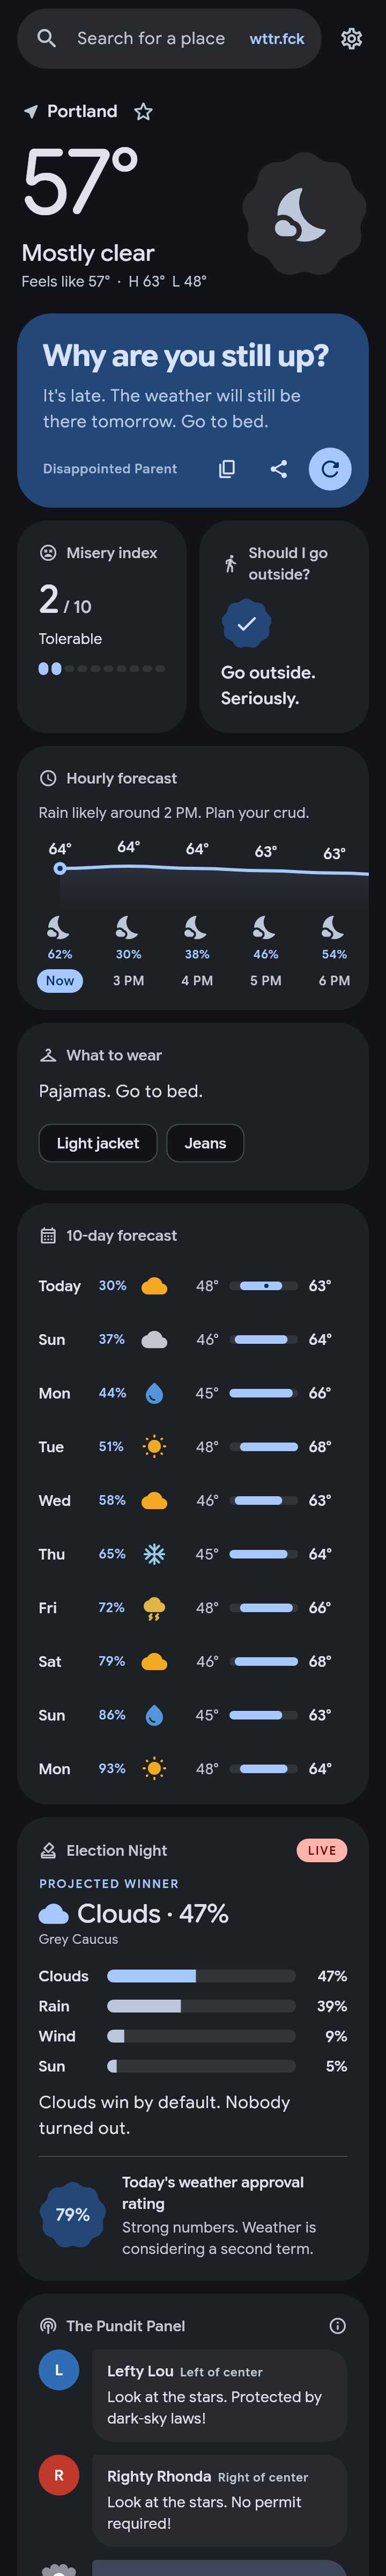 Search for a place wttr.fck
Portland
57°
Mostly clear
Feels like 57° · H 63° L 48°
Why are you still up?
It's late. The weather will still be
there tomorrow. Go to bed.
Disappointed Parent
Misery index
2 / 10
Tolerable
Should I go
outside?
Go outside.
Seriously.
Hourly forecast
Rain likely around 2 PM. Plan your crud.
64° 64° 64° 63° 63°
62% 30% 38% 46% 54%
Now 3 PM 4 PM 5 PM 6 PM
What to wear
Pajamas. Go to bed.
Light jacket Jeans
10-day forecast
Today 30% 48° 63°
Sun 37% 46° 64°
Mon 44% 45° 66°
Tue 51% 48° 68°
Wed 58% 46° 63°
Thu 65% 45° 64°
Fri 72% 48° 66°
Sat 79% 46° 68°
Sun 86% 45° 63°
Mon 93% 48° 64°
Election Night LIVE
PROJECTED WINNER
Clouds · 47%
Grey Caucus
Clouds 47%
Rain 39%
Wind 9%
Sun 5%
Clouds win by default. Nobody
turned out.
79%
Today's weather approval
rating
Strong numbers. Weather is
considering a second term.
The Pundit Panel
L
Lefty Lou Left of center
Look at the stars. Protected by
dark-sky laws!
R
Righty Rhonda Right of center
Look at the stars. No permit
required!